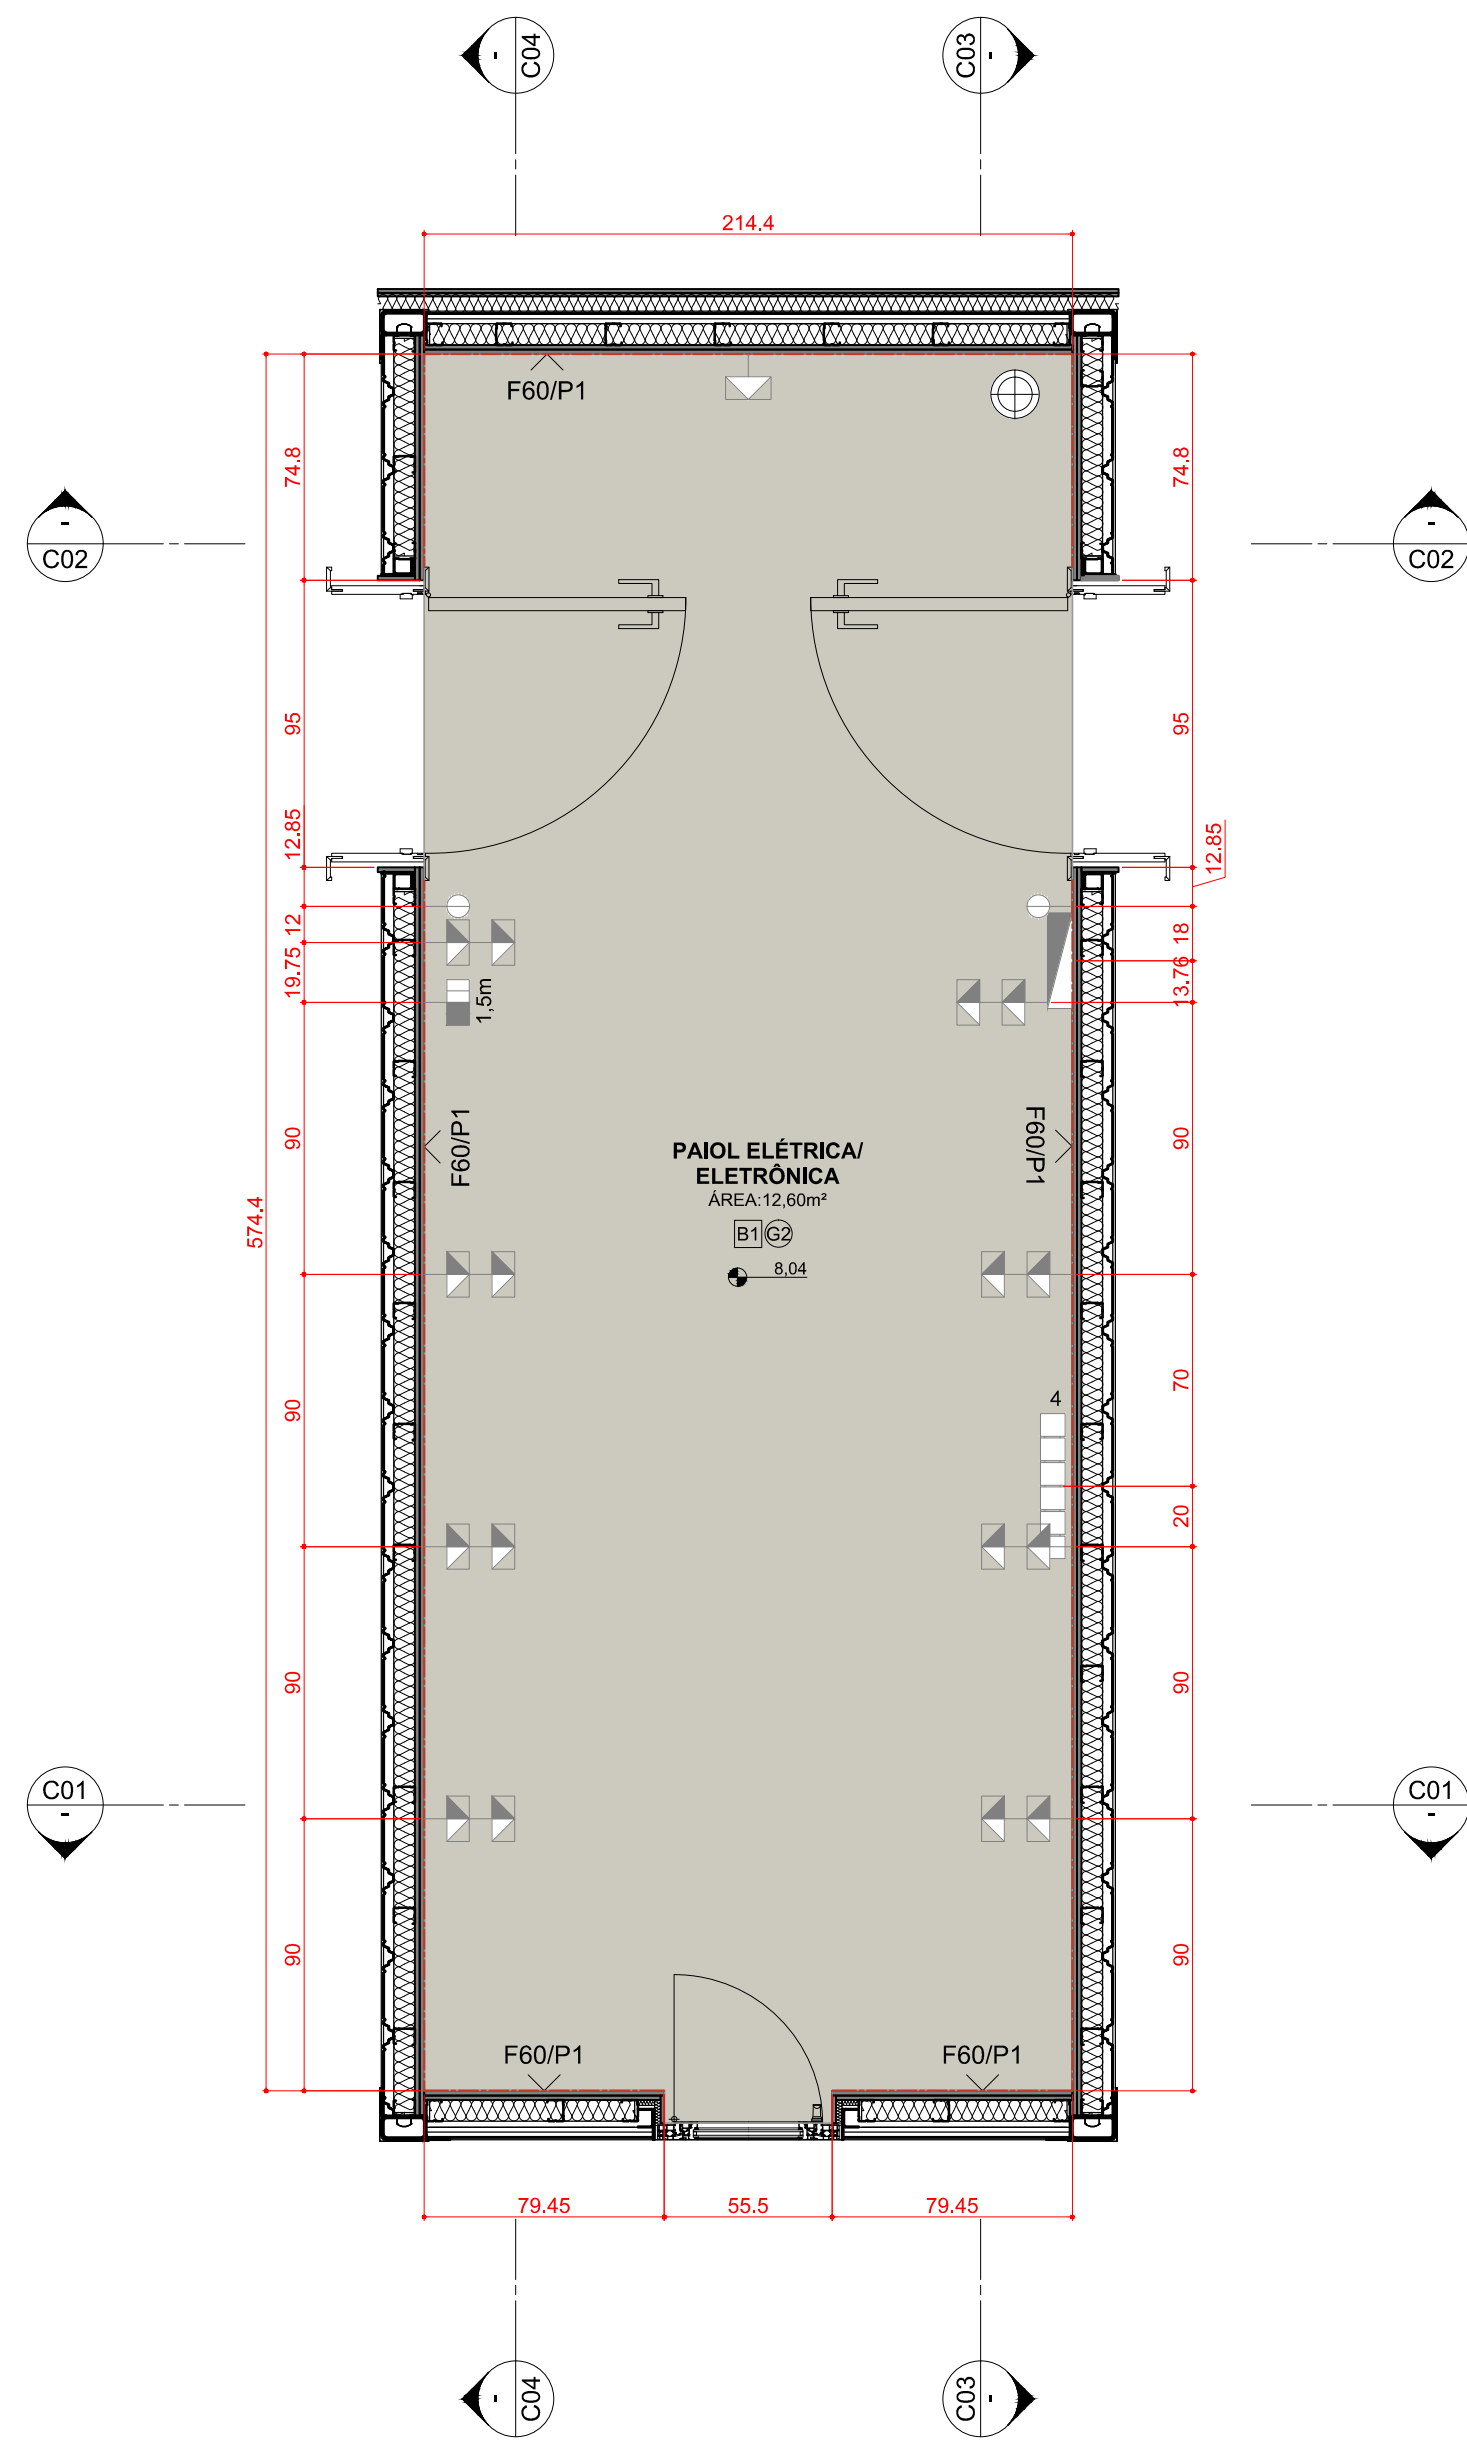 C04
C03
214.4
F60/P1
74.8
74.8
-
C02
-
C02
95
95
12.85
12.85
12
18
19.75
13.76
1,5m
90
F60/P1
F60/P1
90
PAIOL ELÉTRICA/
ELETRÔNICA
ÁREA:12,60m²
B1 G2
8,04
574.4
90
70
4
20
90
90
C01
-
C01
-
90
90
F60/P1
F60/P1
79.45
55.5
79.45
C04
C03